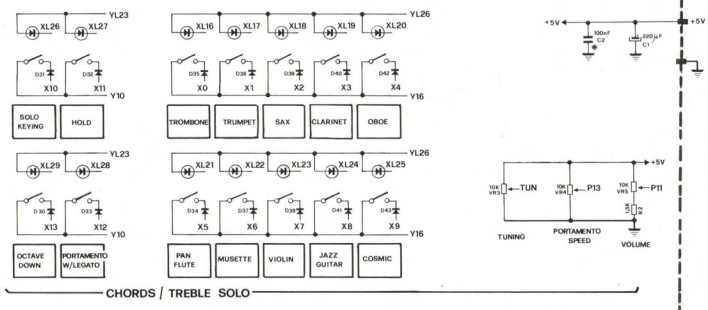 YL23
XL26 XL27
D31 D32
X10 X11
Y10
SOLO KEYING
HOLD
YL26
XL16 XL17 XL18 XL19 XL20
D35 D36 D39 D40 D42
X0 X1 X2 X3 X4
Y16
TROMBONE
TRUMPET
SAX
CLARINET
OBOE
YL23
XL29 XL28
D30 D33
X13 X12
Y10
OCTAVE DOWN
PORTAMENTO W/LEGATO
YL26
XL21 XL22 XL23 XL24 XL25
D34 D37 D38 D41 D43
X5 X6 X7 X8 X9
Y16
PAN FLUTE
MUSETTE
VIOLIN
JAZZ GUITAR
COSMIC
CHORDS / TREBLE SOLO
+5V +5V
100nF C2
220µF C1
+5V
10K VR3 TUN
10K VR4 P13
10K VR5 P11
1,5K R2
TUNING
PORTAMENTO SPEED
VOLUME